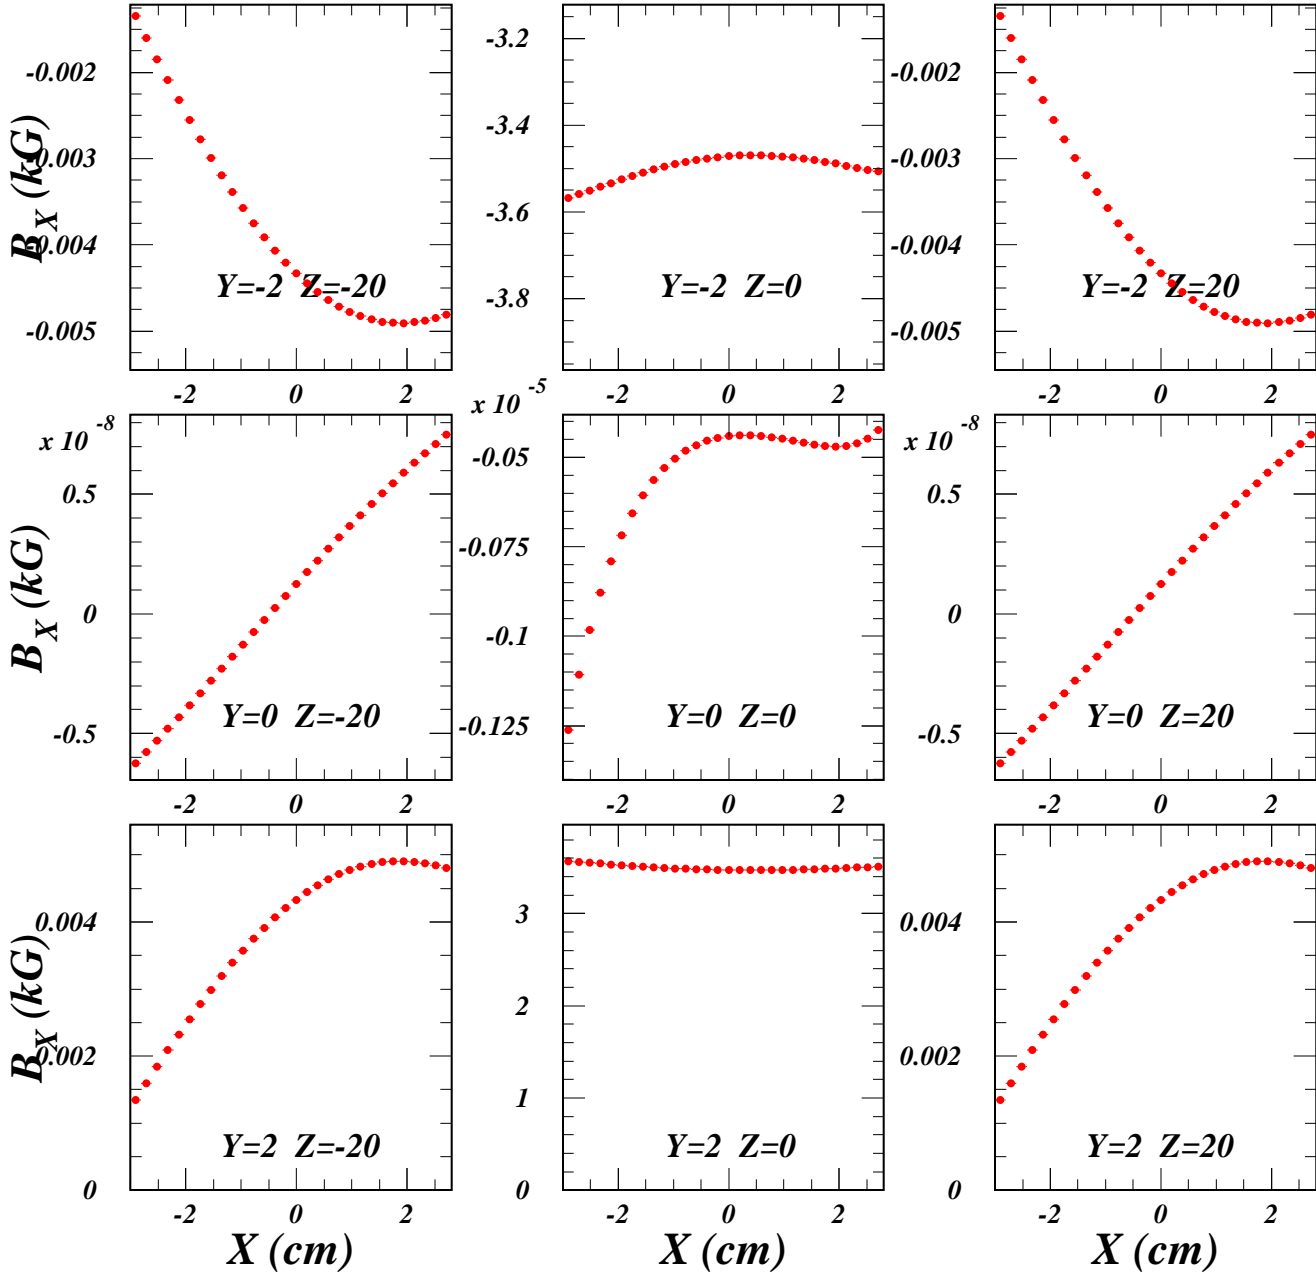 -0.002
-0.003
-0.004
-0.005
B_X (kG)
Y=-2 Z=-20
-2 0 2
-3.2
-3.4
-3.6
-3.8
Y=-2 Z=0
-2 0 2
-0.002
-0.003
-0.004
-0.005
Y=-2 Z=20
-2 0 2
x 10^-8
0.5
0
-0.5
B_X (kG)
Y=0 Z=-20
-2 0 2
x 10^-5
-0.05
-0.075
-0.1
-0.125
Y=0 Z=0
-2 0 2
x 10^-8
0.5
0
-0.5
Y=0 Z=20
-2 0 2
0.004
0.002
0
B_X (kG)
Y=2 Z=-20
-2 0 2
X (cm)
3
2
1
0
Y=2 Z=0
-2 0 2
X (cm)
0.004
0.002
0
Y=2 Z=20
-2 0 2
X (cm)